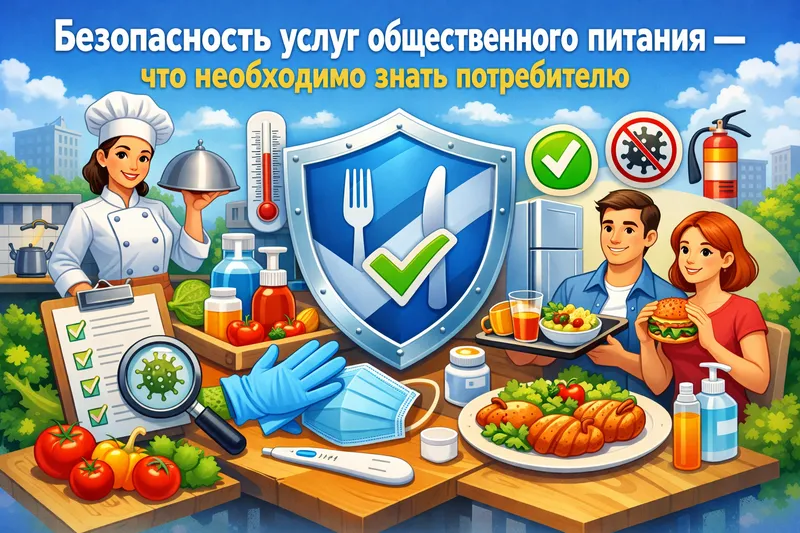 Безопасность услуг общественного питания —
что необходимо знать потребителю